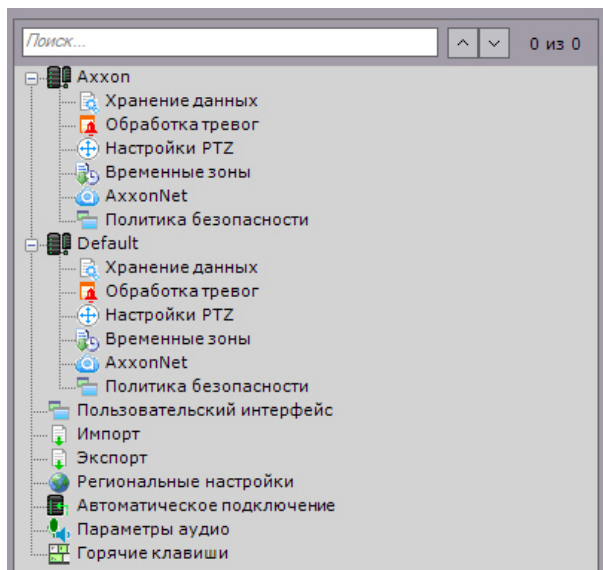 Поиск...
0 из 0
Axxon
Хранение данных
Обработка тревог
Настройки PTZ
Временные зоны
AxxonNet
Политика безопасности
Default
Хранение данных
Обработка тревог
Настройки PTZ
Временные зоны
AxxonNet
Политика безопасности
Пользовательский интерфейс
Импорт
Экспорт
Региональные настройки
Автоматическое подключение
Параметры аудио
Горячие клавиши